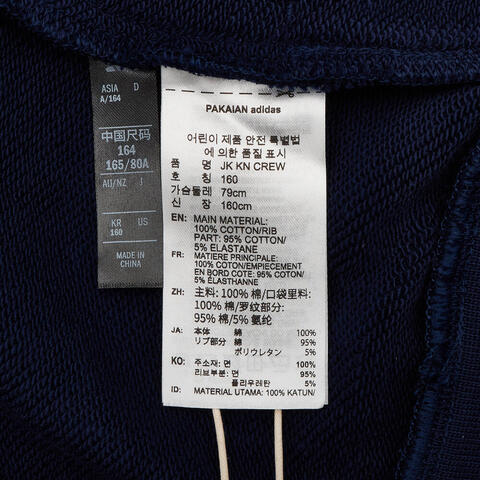 ASIA D
A/164
中国尺码
164
165/80A
AU/NZ I
KR US
160
MADE IN
CHINA
PAKAIAN adidas
어린이 제품 안전 특별법
에 의한 품질 표시
품 명 JK KN CREW
호 칭 160
가슴둘레 79cm
신 장 160cm
EN: MAIN MATERIAL:
100% COTTON/RIB
PART: 95% COTTON/
5% ELASTANE
FR: MATIERE PRINCIPALE:
100% COTON/EMPIECEMENT
EN BORD COTE: 95% COTON/
5% ÉLASTHANNE
ZH: 主料: 100% 棉/口袋里料:
100% 棉/罗纹部分:
95% 棉/5% 氨纶
JA: 本体 綿 100%
リブ部分 綿 95%
ポリウレタン 5%
KO: 주소재: 면 100%
리브부분: 면 95%
폴리우레탄 5%
ID: MATERIAL UTAMA: 100% KATUN/